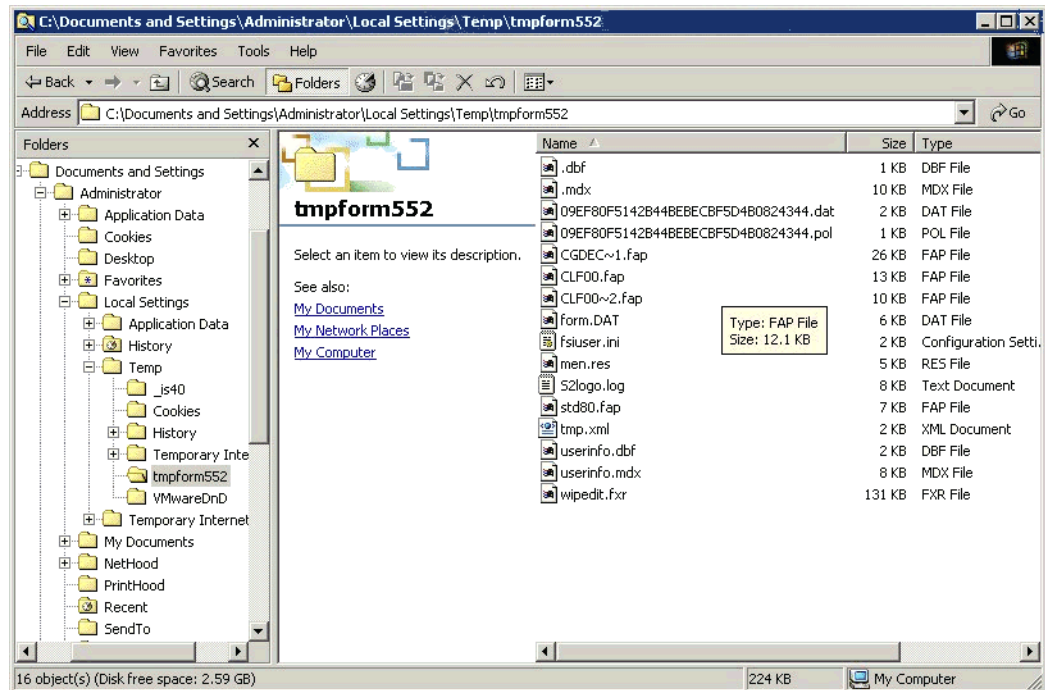 C:\Documents and Settings\Administrator\Local Settings\Temp\tmpform552
File Edit View Favorites Tools Help
Back Search Folders
Address C:\Documents and Settings\Administrator\Local Settings\Temp\tmpform552 Go
Folders
Documents and Settings
Administrator
Application Data
Cookies
Desktop
Favorites
Local Settings
Application Data
History
Temp
_js40
Cookies
History
Temporary Inte
tmpform552
VMwareDnD
Temporary Internet
My Documents
NetHood
PrintHood
Recent
SendTo
tmpform552
Select an item to view its description.
See also:
My Documents
My Network Places
My Computer
Name Size Type
.dbf 1 KB DBF File
.mdx 10 KB MDX File
09EF80F5142B44BEBECBF5D4B0824344.dat 2 KB DAT File
09EF80F5142B44BEBECBF5D4B0824344.pol 1 KB POL File
CGDEC~1.fap 26 KB FAP File
CLF00.fap 13 KB FAP File
CLF00~2.fap 10 KB FAP File
form.DAT 6 KB DAT File
fsiuser.ini 2 KB Configuration Setti.
men.res 5 KB RES File
S2logo.log 8 KB Text Document
std80.fap 7 KB FAP File
tmp.xml 2 KB XML Document
userinfo.dbf 2 KB DBF File
userinfo.mdx 8 KB MDX File
wipedit.fxr 131 KB FXR File
Type: FAP File
Size: 12.1 KB
16 object(s) (Disk free space: 2.59 GB) 224 KB My Computer